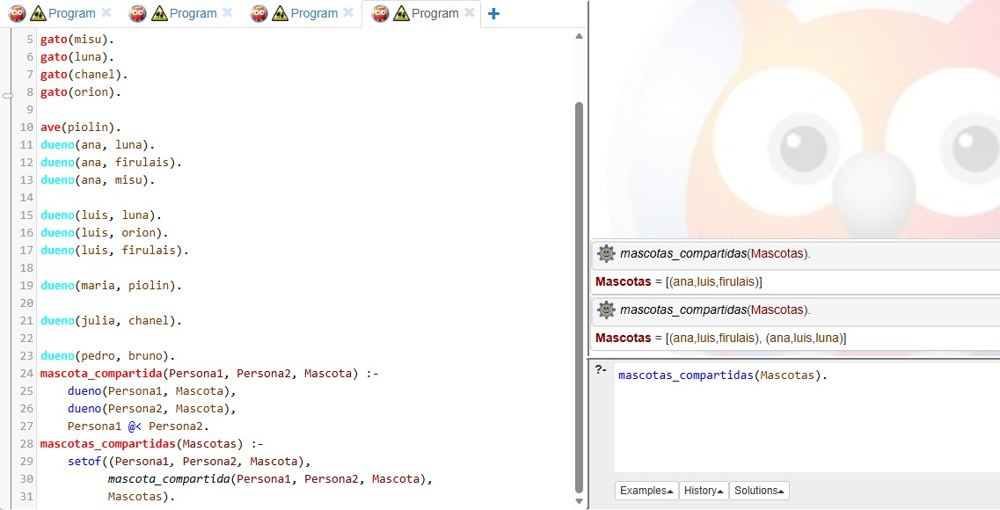 Program Program Program Program
5 gato(misu).
6 gato(luna).
7 gato(chanel).
8 gato(orion).
9
10 ave(piolin).
11 dueno(ana, luna).
12 dueno(ana, firulais).
13 dueno(ana, misu).
14
15 dueno(luis, luna).
16 dueno(luis, orion).
17 dueno(luis, firulais).
18
19 dueno(maria, piolin).
20
21 dueno(julia, chanel).
22
23 dueno(pedro, bruno).
24 mascota_compartida(Persona1, Persona2, Mascota) :-
25     dueno(Persona1, Mascota),
26     dueno(Persona2, Mascota),
27     Persona1 @< Persona2.
28 mascotas_compartidas(Mascotas) :-
29     setof((Persona1, Persona2, Mascota),
30           mascota_compartida(Persona1, Persona2, Mascota),
31           Mascotas).
mascotas_compartidas(Mascotas).
Mascotas = [(ana,luis,firulais)]
mascotas_compartidas(Mascotas).
Mascotas = [(ana,luis,firulais), (ana,luis,luna)]
?- mascotas_compartidas(Mascotas).
Examples History Solutions